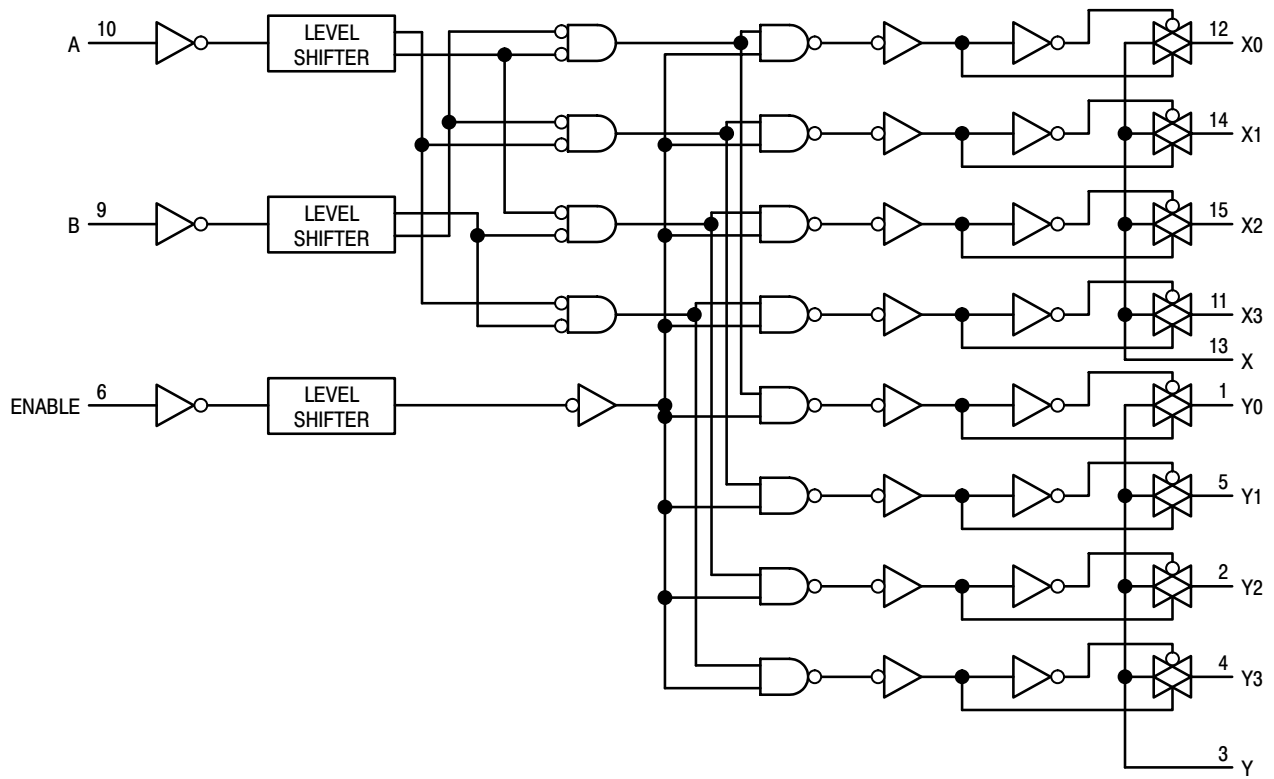 A 10 LEVEL SHIFTER 12 X0
14 X1
B 9 LEVEL SHIFTER 15 X2
11 X3
13 X
ENABLE 6 LEVEL SHIFTER 1 Y0
5 Y1
2 Y2
4 Y3
3 Y